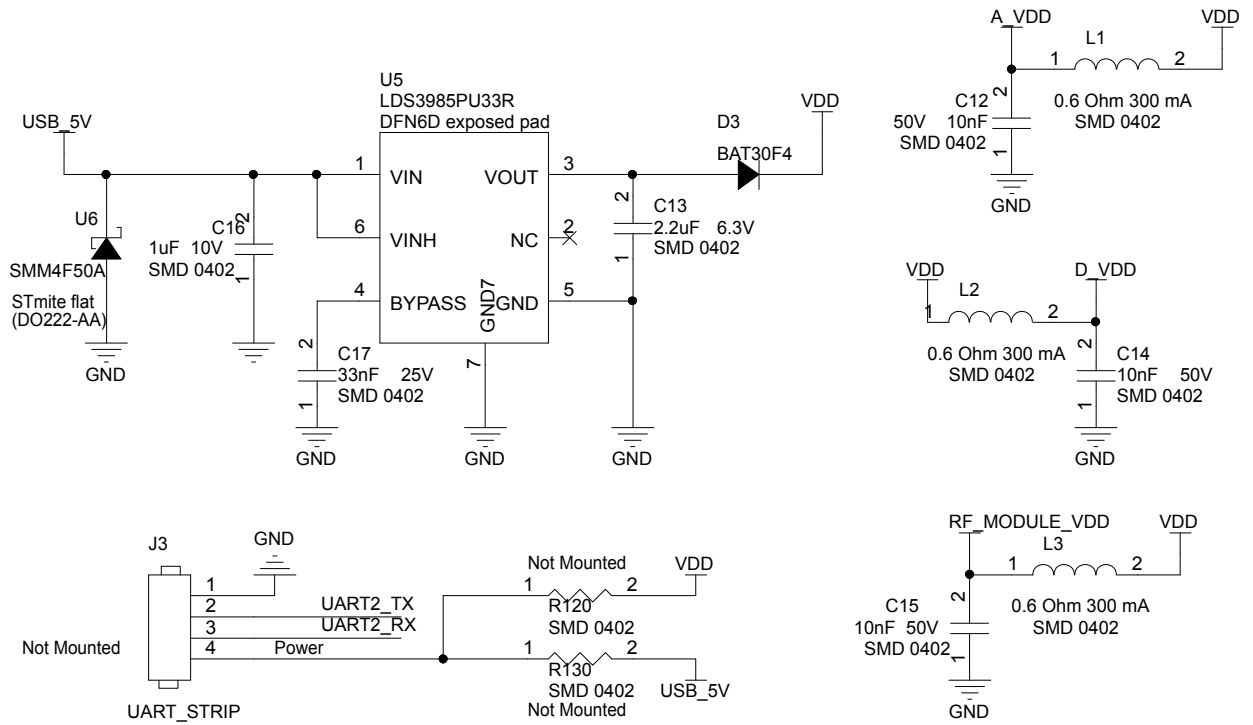 USB_5V
U6
SMM4F50A
STmite flat
(DO222-AA)
GND
C16
1uF 10V
SMD 0402
2
1
U5
LDS3985PU33R
DFN6D exposed pad
1
VIN
6
VINH
4
BYPASS
VOUT
3
NC
2
GND
5
GND7
7
GND
2
C17
33nF 25V
SMD 0402
1
GND
2
C13
2.2uF 6.3V
SMD 0402
1
GND
D3
BAT30F4
VDD
A_VDD
L1
VDD
1
2
0.6 Ohm 300 mA
SMD 0402
2
C12
50V 10nF
SMD 0402
1
GND
VDD
L2
D_VDD
1
2
0.6 Ohm 300 mA
SMD 0402
2
C14
10nF 50V
SMD 0402
1
GND
J3
GND
1
2
UART2_TX
3
UART2_RX
4
Power
Not Mounted
UART_STRIP
Not Mounted
1
2
VDD
R120
SMD 0402
1
2
R130
SMD 0402
USB_5V
Not Mounted
RF_MODULE_VDD
L3
VDD
1
2
0.6 Ohm 300 mA
SMD 0402
2
C15
10nF 50V
SMD 0402
1
GND